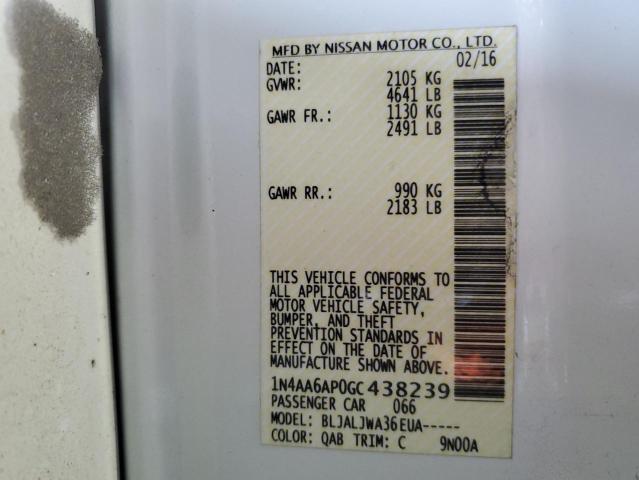 MFD BY NISSAN MOTOR CO., LTD.
DATE: 02/16
GVWR: 2105 KG
4641 LB
GAWR FR.: 1130 KG
2491 LB
GAWR RR.: 990 KG
2183 LB
THIS VEHICLE CONFORMS TO
ALL APPLICABLE FEDERAL
MOTOR VEHICLE SAFETY,
BUMPER, AND THEFT
PREVENTION STANDARDS IN
EFFECT ON THE DATE OF
MANUFACTURE SHOWN ABOVE.
1N4AA6AP0GC438239
PASSENGER CAR 066
MODEL: BLJALJWA36EUA-----
COLOR: QAB TRIM: C 9N00A